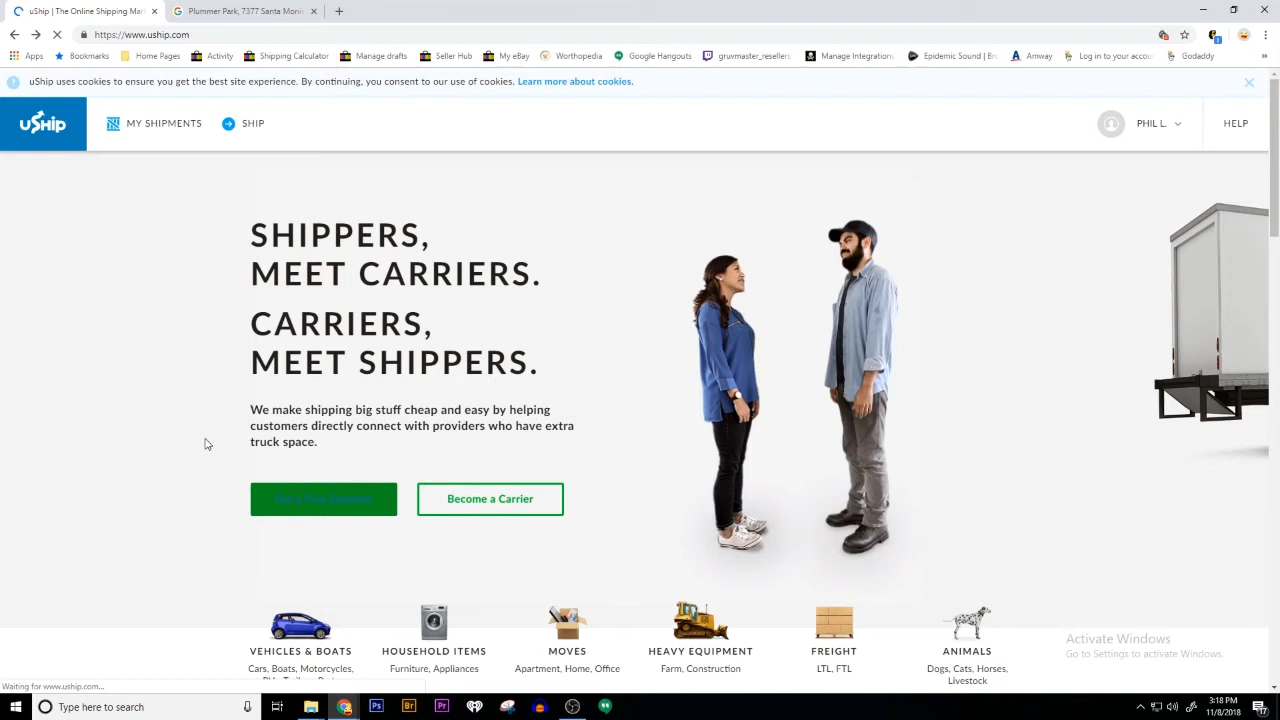 uShip | The Online Shipping Mar
Plummer Park, 7377 Santa Monic
https://www.uship.com
Apps
Bookmarks
Home Pages
Activity
Shipping Calculator
Manage drafts
Seller Hub
My eBay
Worthopedia
Google Hangouts
gruvmaster_resellers
Manage Integrations
Epidemic Sound | Bro
Amway
Log in to your accou
Godaddy
uShip uses cookies to ensure you get the best site experience. By continuing, you consent to our use of cookies. Learn more about cookies.
uShip
MY SHIPMENTS
SHIP
PHIL L.
HELP
SHIPPERS,
MEET CARRIERS.
CARRIERS,
MEET SHIPPERS.
We make shipping big stuff cheap and easy by helping
customers directly connect with providers who have extra
truck space.
Become a Carrier
VEHICLES & BOATS
HOUSEHOLD ITEMS
MOVES
HEAVY EQUIPMENT
FREIGHT
ANIMALS
Cars, Boats, Motorcycles,
Furniture, Appliances
Apartment, Home, Office
Farm, Construction
LTL, FTL
Dogs, Cats, Horses,
Livestock
Activate Windows
Go to Settings to activate Windows.
Waiting for www.uship.com...
Type here to search
Ps
Br
Pr
3:18 PM
11/8/2018
17